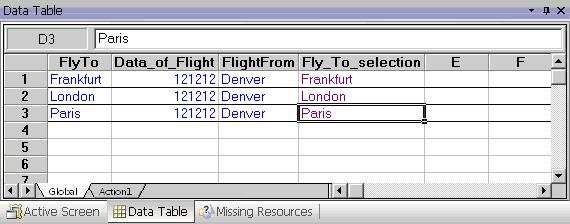 Data Table
D3 Paris
FlyTo Data_of_Flight FlightFrom Fly_To_selection E F
1 Frankfurt 121212 Denver Frankfurt
2 London 121212 Denver London
3 Paris 121212 Denver Paris
4
5
6
7
Global Action1
Active Screen Data Table Missing Resources